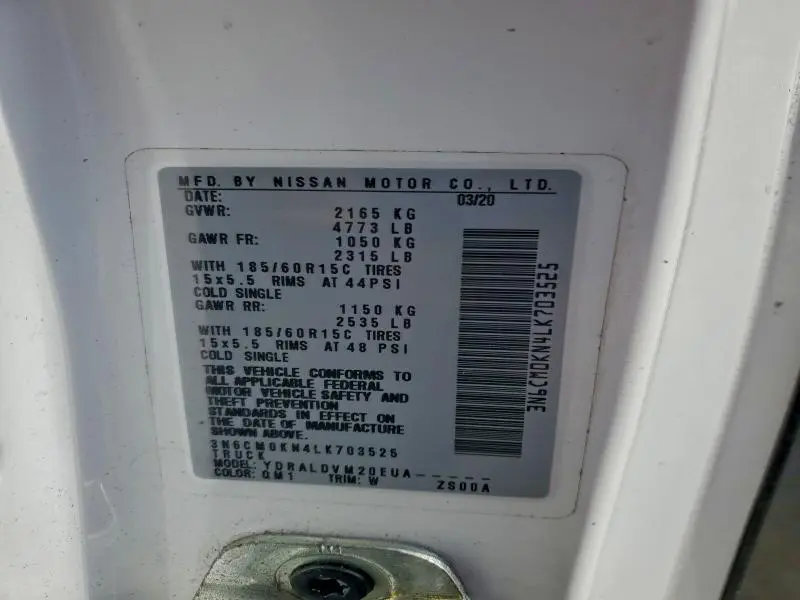 MFD. BY NISSAN MOTOR CO., LTD.
DATE: 03/20
GVWR: 2165 KG
4773 LB
GAWR FR: 1050 KG
2315 LB
WITH 185/60R15C TIRES
15x5.5 RIMS AT 44PSI
COLD SINGLE
GAWR RR: 1150 KG
2535 LB
WITH 185/60R15C TIRES
15x5.5 RIMS AT 48 PSI
COLD SINGLE
THIS VEHICLE CONFORMS TO
ALL APPLICABLE FEDERAL
MOTOR VEHICLE SAFETY AND
THEFT PREVENTION
STANDARDS IN EFFECT ON
THE DATE OF MANUFACTURE
SHOWN ABOVE.
3N6CM0KN4LK703525
TRUCK
MODEL: YDRALDVM20EUA-----
COLOR: QM1 TRIM: W ZS00A
3N6CM0KN4LK703525